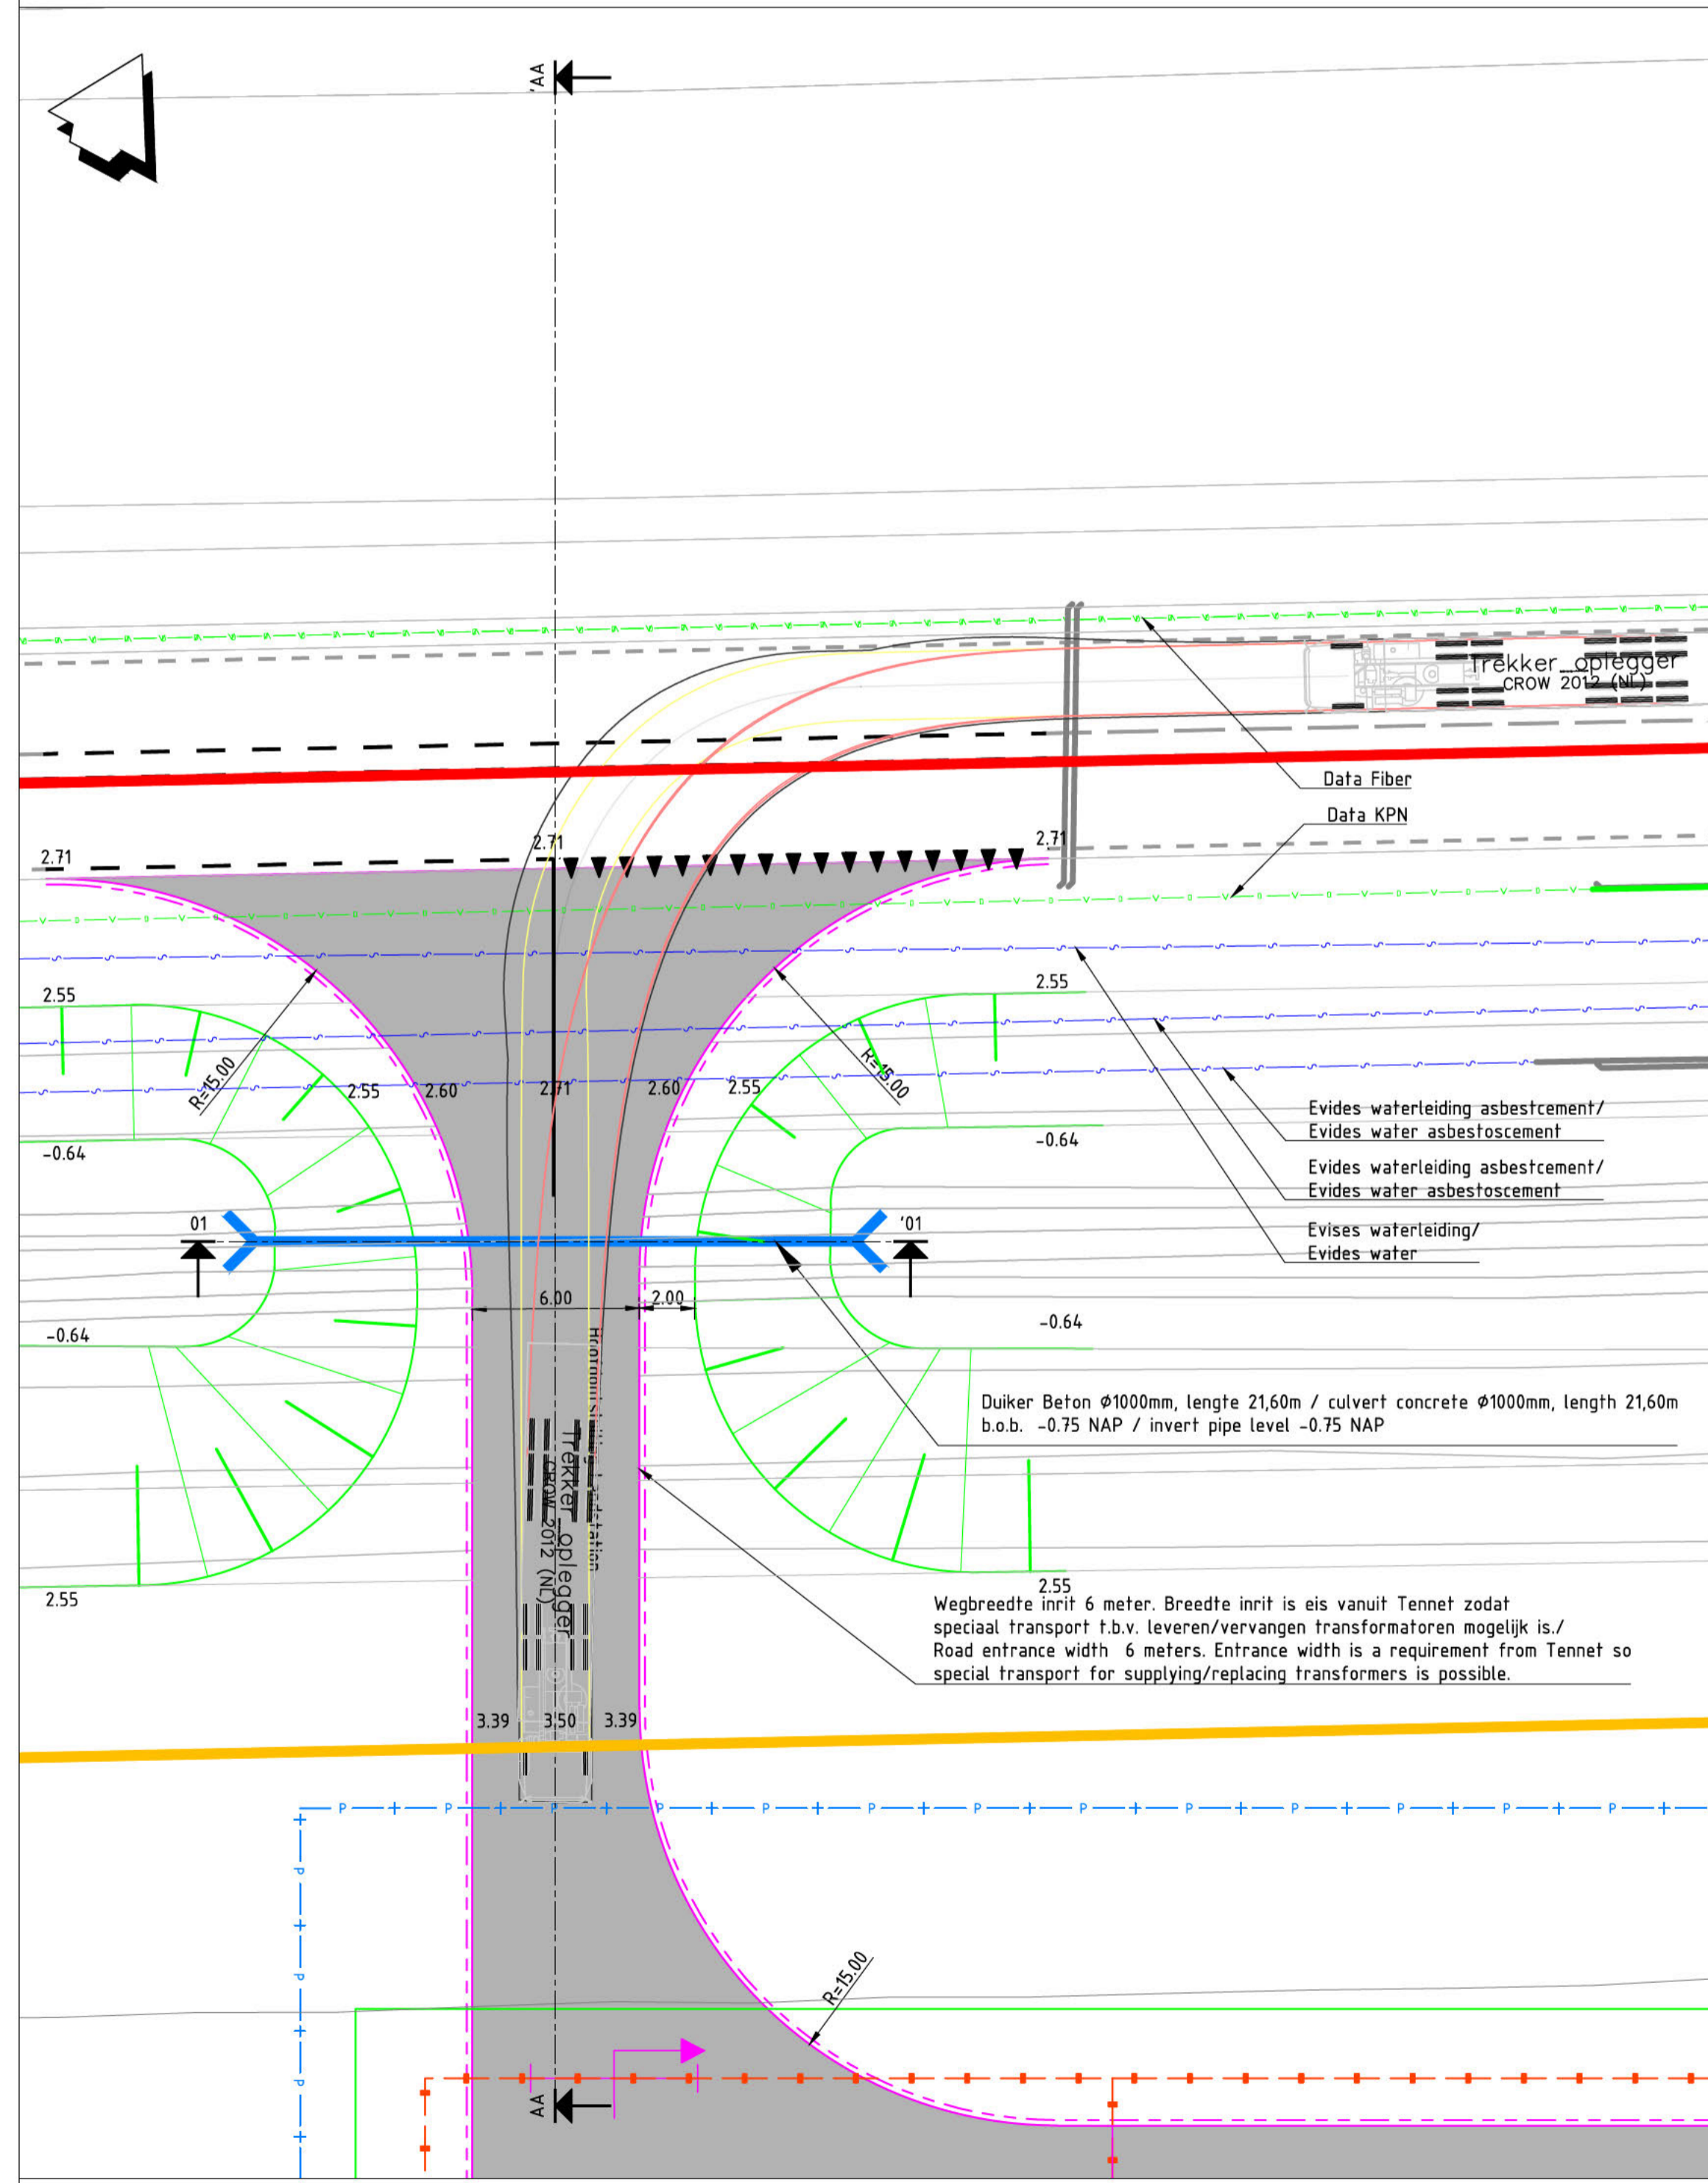 AA'
Trekker_oplegger
CROW 2012 (NL)
Data Fiber
Data KPN
2.71
2.71
2.71
2.55
2.55
R=15.00
R=15.00
2.55
2.60
2.71
2.60
2.55
Evides waterleiding asbestcement/
Evides water asbestoscement
-0.64
-0.64
Evides waterleiding asbestcement/
Evides water asbestoscement
01
01'
Evises waterleiding/
Evides water
6.00
2.00
-0.64
-0.64
Duiker Beton Ø1000mm, lengte 21,60m / culvert concrete Ø1000mm, length 21,60m
b.o.b. -0.75 NAP / invert pipe level -0.75 NAP
Trekker_oplegger
CROW 2012 (NL)
2.55
2.55
Wegbreedte inrit 6 meter. Breedte inrit is eis vanuit Tennet zodat
speciaal transport t.b.v. leveren/vervangen transformatoren mogelijk is./
Road entrance width 6 meters. Entrance width is a requirement from Tennet so
special transport for supplying/replacing transformers is possible.
3.39
3.50
3.39
P P P P P P P P P P P P P
P
P
P
R=15.00
AA